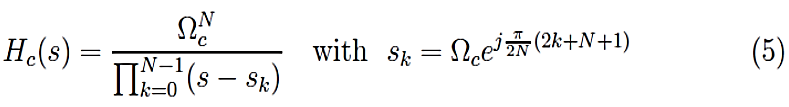 H_c(s) = \frac{\Omega_c^N}{\prod_{k=0}^{N-1}(s - s_k)} with s_k = \Omega_c e^{j\frac{\pi}{2N}(2k+N+1)} (5)